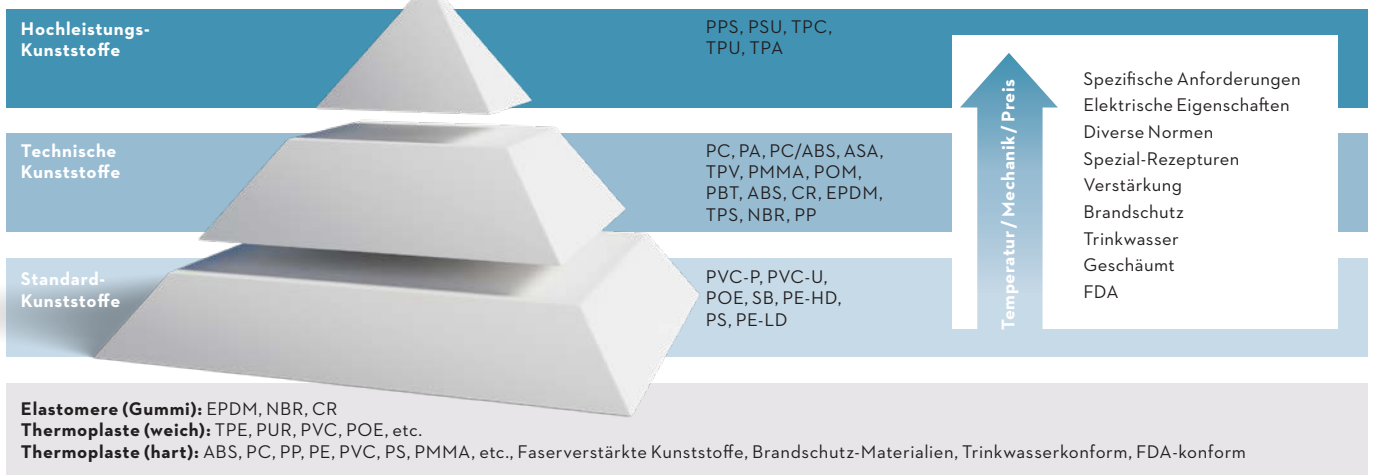 Hochleistungs-
Kunststoffe
PPS, PSU, TPC,
TPU, TPA
Technische
Kunststoffe
PC, PA, PC/ABS, ASA,
TPV, PMMA, POM,
PBT, ABS, CR, EPDM,
TPS, NBR, PP
Standard-
Kunststoffe
PVC-P, PVC-U,
POE, SB, PE-HD,
PS, PE-LD
Temperatur / Mechanik / Preis
Spezifische Anforderungen
Elektrische Eigenschaften
Diverse Normen
Spezial-Rezepturen
Verstärkung
Brandschutz
Trinkwasser
Geschäumt
FDA
Elastomere (Gummi): EPDM, NBR, CR
Thermoplaste (weich): TPE, PUR, PVC, POE, etc.
Thermoplaste (hart): ABS, PC, PP, PE, PVC, PS, PMMA, etc., Faserverstärkte Kunststoffe, Brandschutz-Materialien, Trinkwasserkonform, FDA-konform